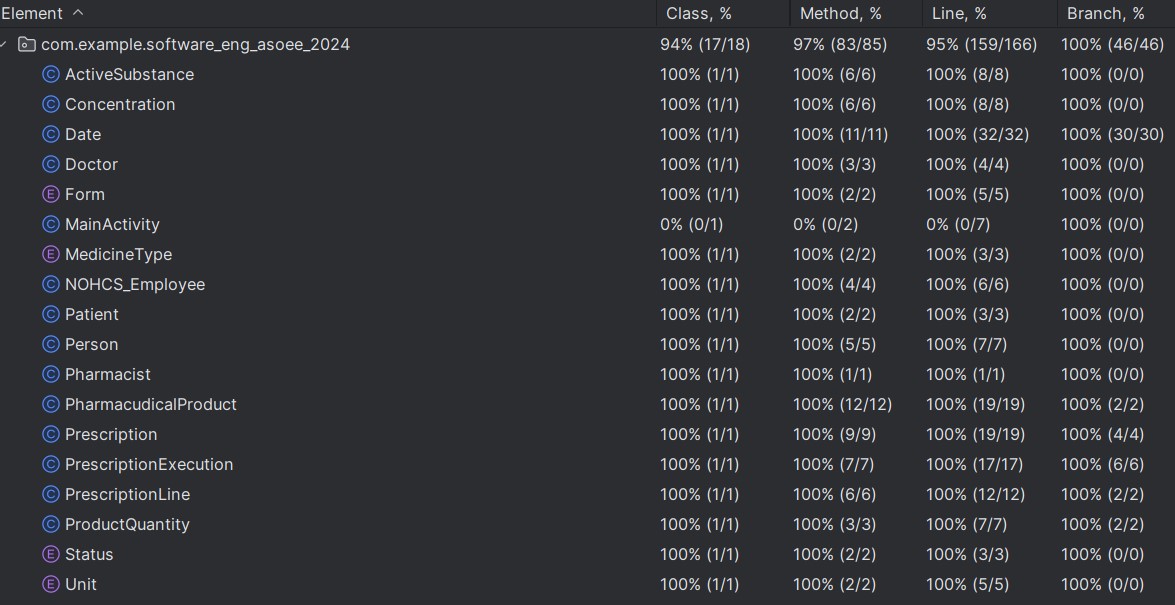 Element Class, % Method, % Line, % Branch, %
com.example.software_eng_asoee_2024 94% (17/18) 97% (83/85) 95% (159/166) 100% (46/46)
C ActiveSubstance 100% (1/1) 100% (6/6) 100% (8/8) 100% (0/0)
C Concentration 100% (1/1) 100% (6/6) 100% (8/8) 100% (0/0)
C Date 100% (1/1) 100% (11/11) 100% (32/32) 100% (30/30)
C Doctor 100% (1/1) 100% (3/3) 100% (4/4) 100% (0/0)
E Form 100% (1/1) 100% (2/2) 100% (5/5) 100% (0/0)
C MainActivity 0% (0/1) 0% (0/2) 0% (0/7) 100% (0/0)
E MedicineType 100% (1/1) 100% (2/2) 100% (3/3) 100% (0/0)
C NOHCS_Employee 100% (1/1) 100% (4/4) 100% (6/6) 100% (0/0)
C Patient 100% (1/1) 100% (2/2) 100% (3/3) 100% (0/0)
C Person 100% (1/1) 100% (5/5) 100% (7/7) 100% (0/0)
C Pharmacist 100% (1/1) 100% (1/1) 100% (1/1) 100% (0/0)
C PharmacudicalProduct 100% (1/1) 100% (12/12) 100% (19/19) 100% (2/2)
C Prescription 100% (1/1) 100% (9/9) 100% (19/19) 100% (4/4)
C PrescriptionExecution 100% (1/1) 100% (7/7) 100% (17/17) 100% (6/6)
C PrescriptionLine 100% (1/1) 100% (6/6) 100% (12/12) 100% (2/2)
C ProductQuantity 100% (1/1) 100% (3/3) 100% (7/7) 100% (2/2)
E Status 100% (1/1) 100% (2/2) 100% (3/3) 100% (0/0)
E Unit 100% (1/1) 100% (2/2) 100% (5/5) 100% (0/0)